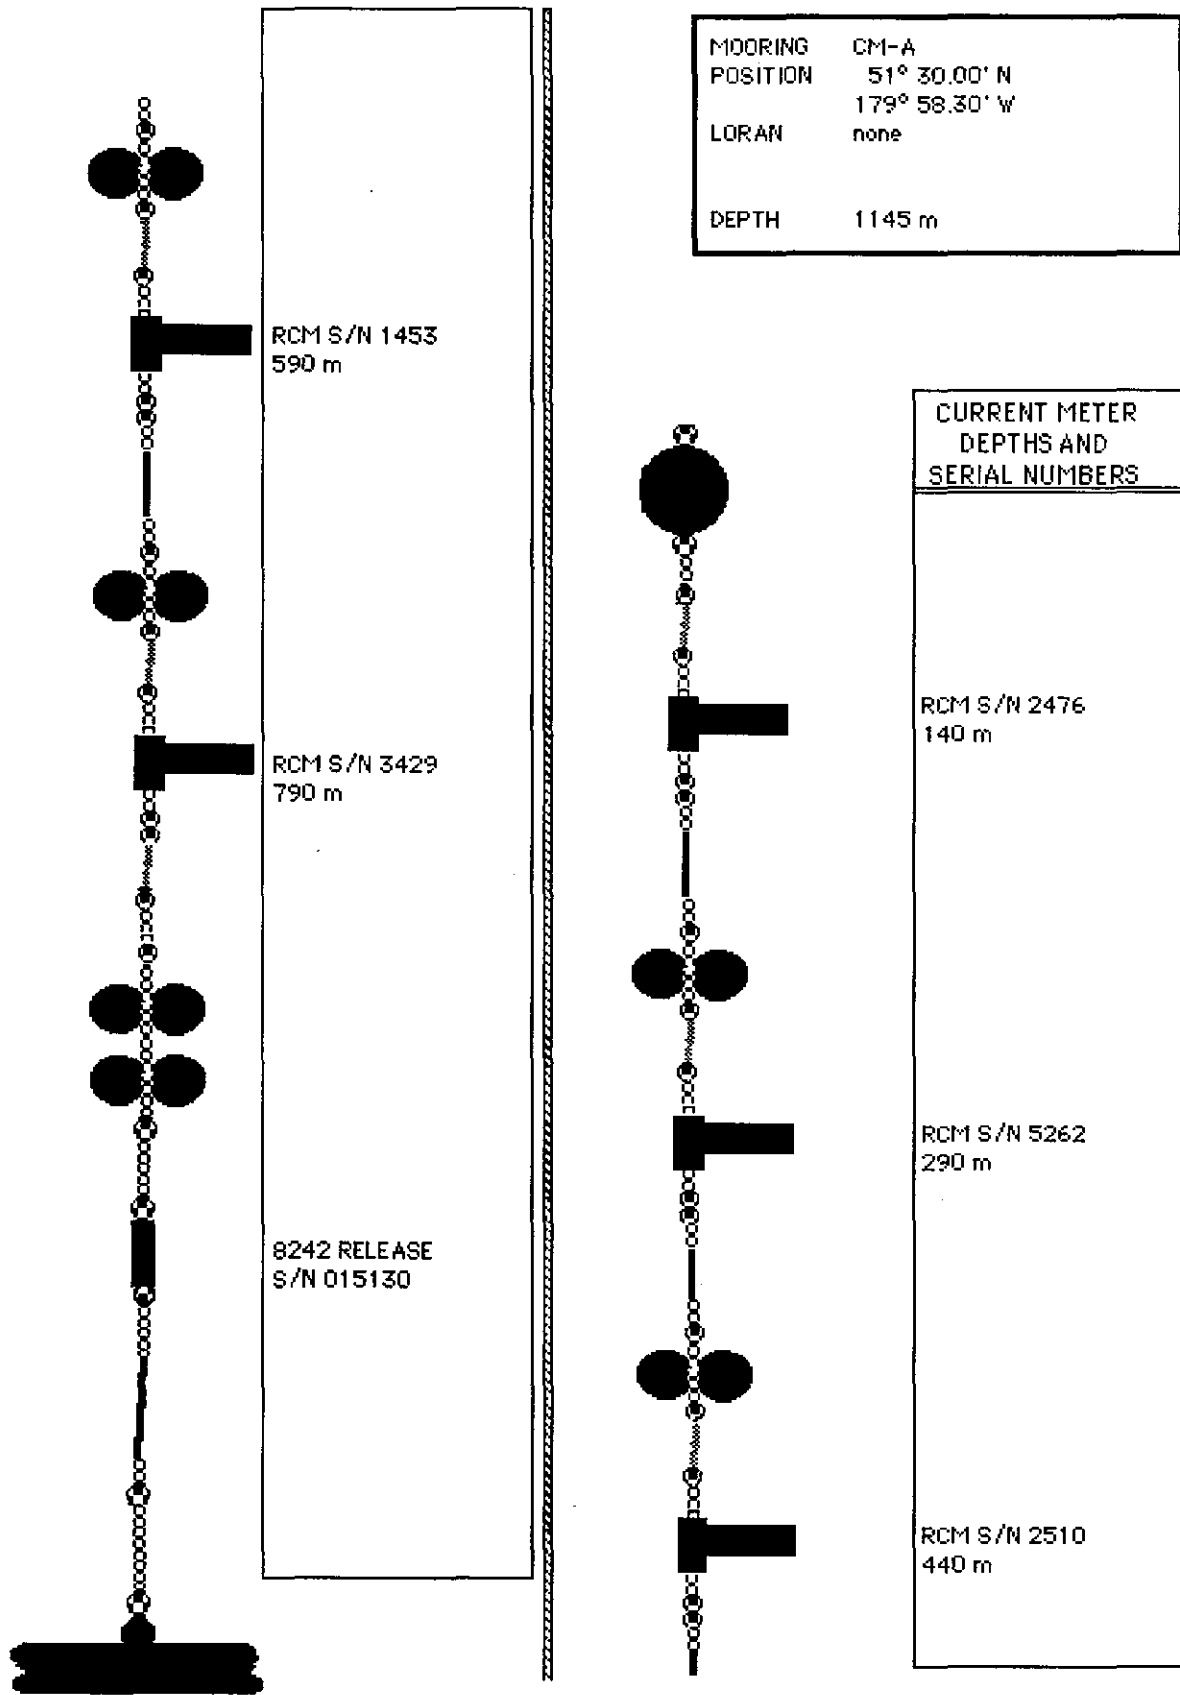 MOORING CM-A
POSITION 51° 30.00' N
179° 58.30' W
LORAN none
DEPTH 1145 m
RCM S/N 1453
590 m
RCM S/N 3429
790 m
8242 RELEASE
S/N 015130
CURRENT METER
DEPTHS AND
SERIAL NUMBERS
RCM S/N 2476
140 m
RCM S/N 5262
290 m
RCM S/N 2510
440 m